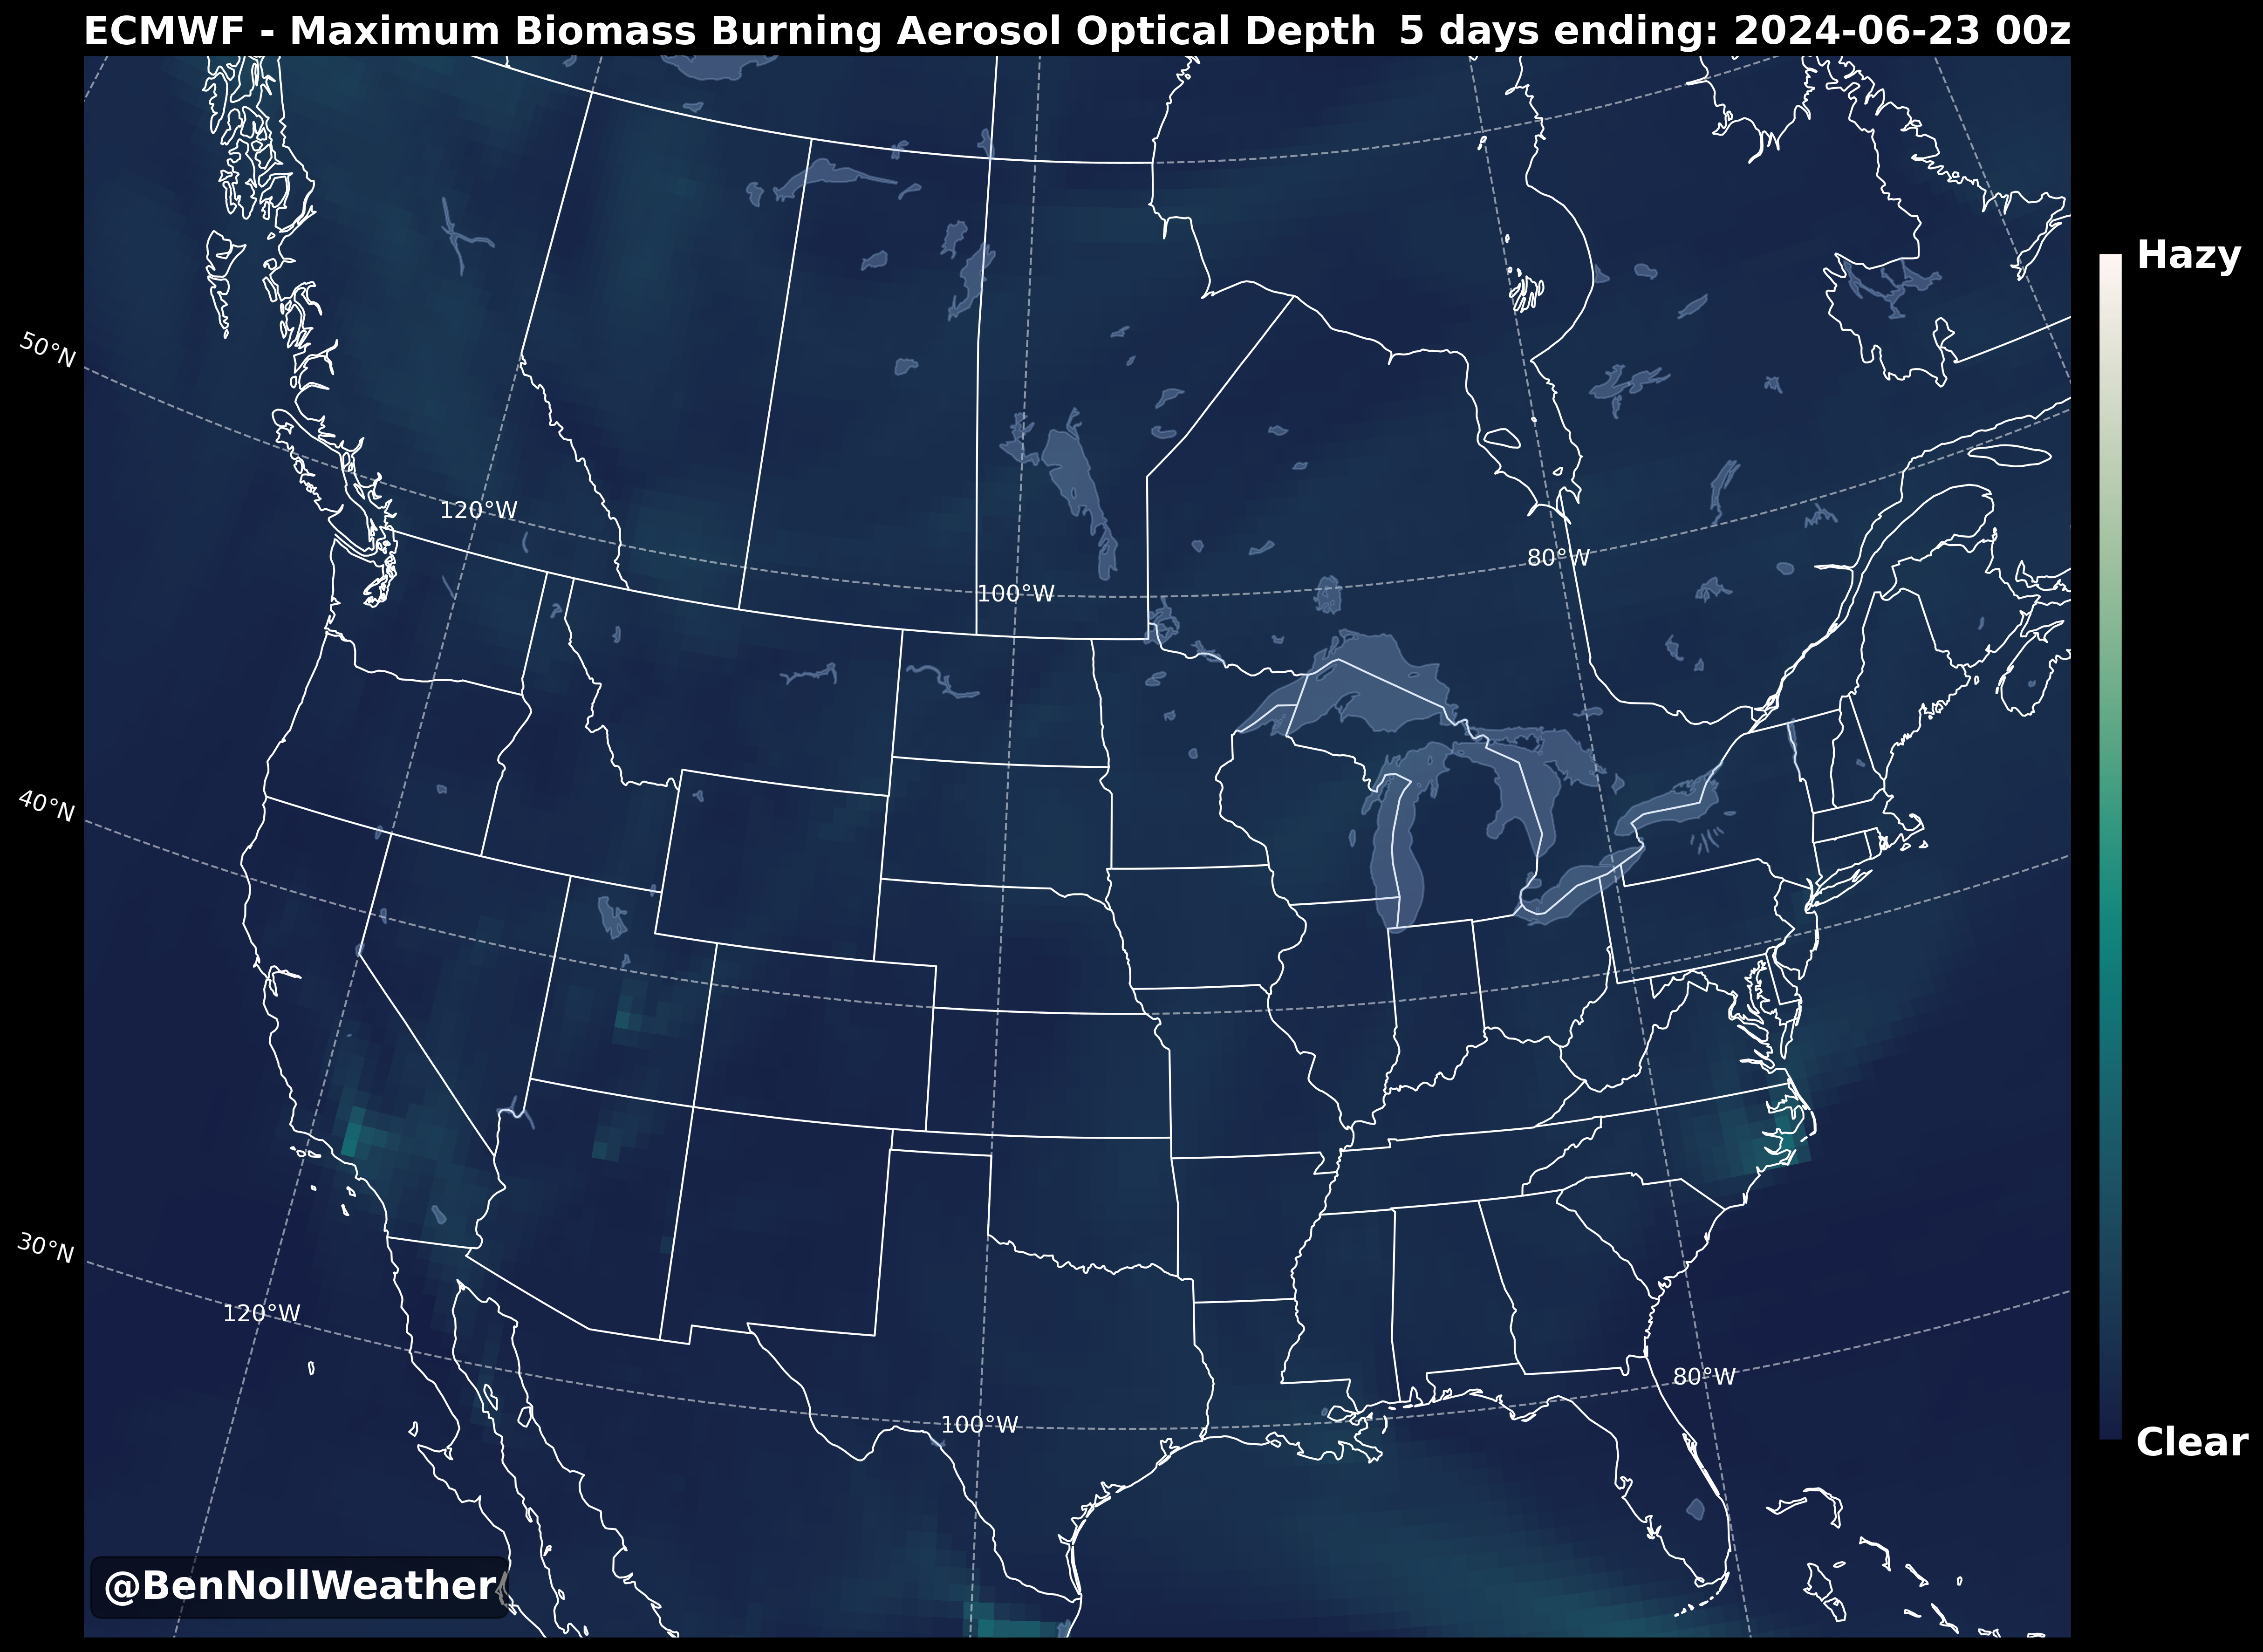 ECMWF - Maximum Biomass Burning Aerosol Optical Depth 5 days ending: 2024-06-23 00z
Hazy
50°N
120°W
80°W
100°W
40°N
30°N
120°W
80°W
100°W
Clear
@BenNollWeather